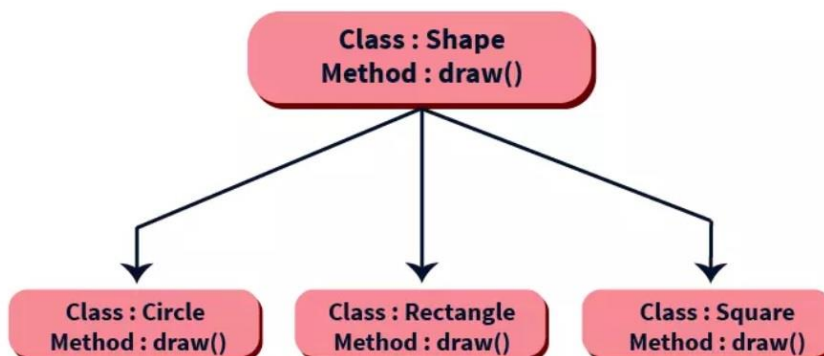 Class : Shape
Method : draw()
Class : Circle
Method : draw()
Class : Rectangle
Method : draw()
Class : Square
Method : draw()